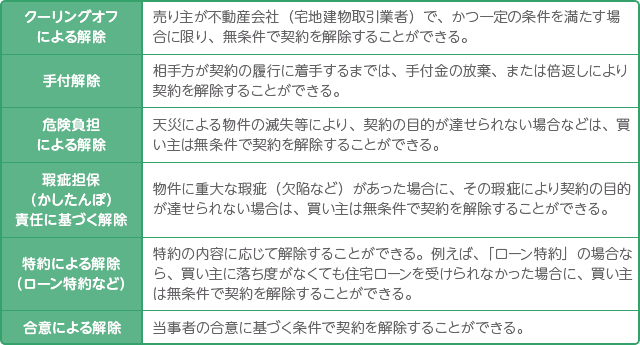 クーリングオフ
による解除
売り主が不動産会社（宅地建物取引業者）で、かつ一定の条件を満たす場
合に限り、無条件で契約を解除することができる。
手付解除
相手方が契約の履行に着手するまでは、手付金の放棄、または倍返しにより
契約を解除することができる。
危険負担
による解除
天災による物件の滅失等により、契約の目的が達せられない場合などは、買
い主は無条件で契約を解除することができる。
瑕疵担保
（かしたんぽ）
責任に基づく解除
物件に重大な瑕疵（欠陥など）があった場合に、その瑕疵により契約の目的
が達せられない場合は、買い主は無条件で契約を解除することができる。
特約による解除
（ローン特約など）
特約の内容に応じて解除することができる。例えば、「ローン特約」の場合な
ら、買い主に落ち度がなくても住宅ローンを受けられなかった場合に、買い主
は無条件で契約を解除することができる。
合意による解除
当事者の合意に基づく条件で契約を解除することができる。